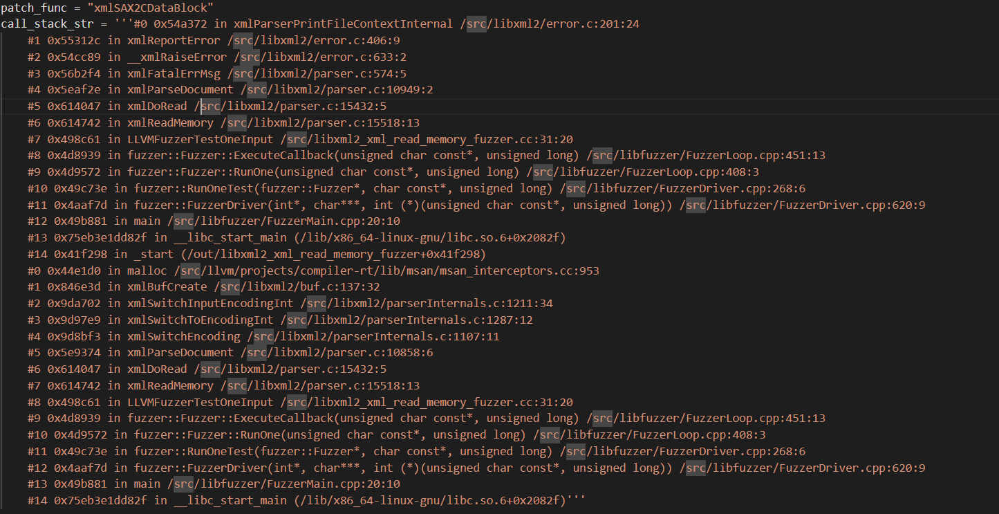 patch_func = "xmlSAX2CDataBlock"
call_stack_str = '''#0 0x54a372 in xmlParserPrintFileContextInternal /src/libxml2/error.c:201:24
#1 0x55312c in xmlReportError /src/libxml2/error.c:406:9
#2 0x54cc89 in __xmlRaiseError /src/libxml2/error.c:633:2
#3 0x56b2f4 in xmlFatalErrMsg /src/libxml2/parser.c:574:5
#4 0x5eaf2e in xmlParseDocument /src/libxml2/parser.c:10949:2
#5 0x614047 in xmlDoRead /src/libxml2/parser.c:15432:5
#6 0x614742 in xmlReadMemory /src/libxml2/parser.c:15518:13
#7 0x498c61 in LLVMFuzzerTestOneInput /src/libxml2_xml_read_memory_fuzzer.cc:31:20
#8 0x4d8939 in fuzzer::Fuzzer::ExecuteCallback(unsigned char const*, unsigned long) /src/libfuzzer/FuzzerLoop.cpp:451:13
#9 0x4d9572 in fuzzer::Fuzzer::RunOne(unsigned char const*, unsigned long) /src/libfuzzer/FuzzerLoop.cpp:408:3
#10 0x49c73e in fuzzer::RunOneTest(fuzzer::Fuzzer*, char const*, unsigned long) /src/libfuzzer/FuzzerDriver.cpp:268:6
#11 0x4aaf7d in fuzzer::FuzzerDriver(int*, char***, int (*)(unsigned char const*, unsigned long)) /src/libfuzzer/FuzzerDriver.cpp:620:9
#12 0x49b881 in main /src/libfuzzer/FuzzerMain.cpp:20:10
#13 0x75eb3e1dd82f in __libc_start_main (/lib/x86_64-linux-gnu/libc.so.6+0x2082f)
#14 0x41f298 in _start (/out/libxml2_xml_read_memory_fuzzer+0x41f298)
#0 0x44e1d0 in malloc /src/llvm/projects/compiler-rt/lib/msan/msan_interceptors.cc:953
#1 0x846e3d in xmlBufCreate /src/libxml2/buf.c:137:32
#2 0x9da702 in xmlSwitchInputEncodingInt /src/libxml2/parserInternals.c:1211:34
#3 0x9d97e9 in xmlSwitchToEncodingInt /src/libxml2/parserInternals.c:1287:12
#4 0x9d8bf3 in xmlSwitchEncoding /src/libxml2/parserInternals.c:1107:11
#5 0x5e9374 in xmlParseDocument /src/libxml2/parser.c:10858:6
#6 0x614047 in xmlDoRead /src/libxml2/parser.c:15432:5
#7 0x614742 in xmlReadMemory /src/libxml2/parser.c:15518:13
#8 0x498c61 in LLVMFuzzerTestOneInput /src/libxml2_xml_read_memory_fuzzer.cc:31:20
#9 0x4d8939 in fuzzer::Fuzzer::ExecuteCallback(unsigned char const*, unsigned long) /src/libfuzzer/FuzzerLoop.cpp:451:13
#10 0x4d9572 in fuzzer::Fuzzer::RunOne(unsigned char const*, unsigned long) /src/libfuzzer/FuzzerLoop.cpp:408:3
#11 0x49c73e in fuzzer::RunOneTest(fuzzer::Fuzzer*, char const*, unsigned long) /src/libfuzzer/FuzzerDriver.cpp:268:6
#12 0x4aaf7d in fuzzer::FuzzerDriver(int*, char***, int (*)(unsigned char const*, unsigned long)) /src/libfuzzer/FuzzerDriver.cpp:620:9
#13 0x49b881 in main /src/libfuzzer/FuzzerMain.cpp:20:10
#14 0x75eb3e1dd82f in __libc_start_main (/lib/x86_64-linux-gnu/libc.so.6+0x2082f)'''